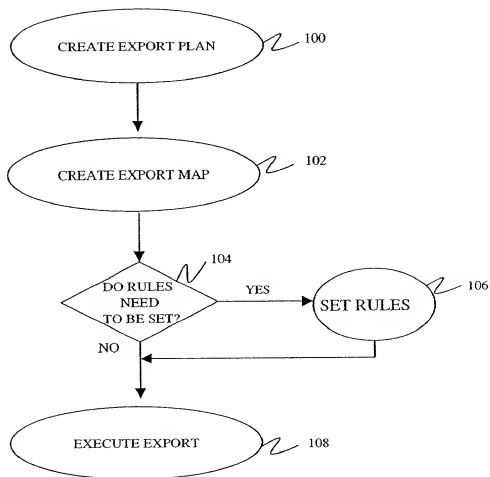 CREATE EXPORT PLAN
100
CREATE EXPORT MAP
102
104
DO RULES
NEED
TO BE SET?
YES
SET RULES
106
NO
EXECUTE EXPORT
108